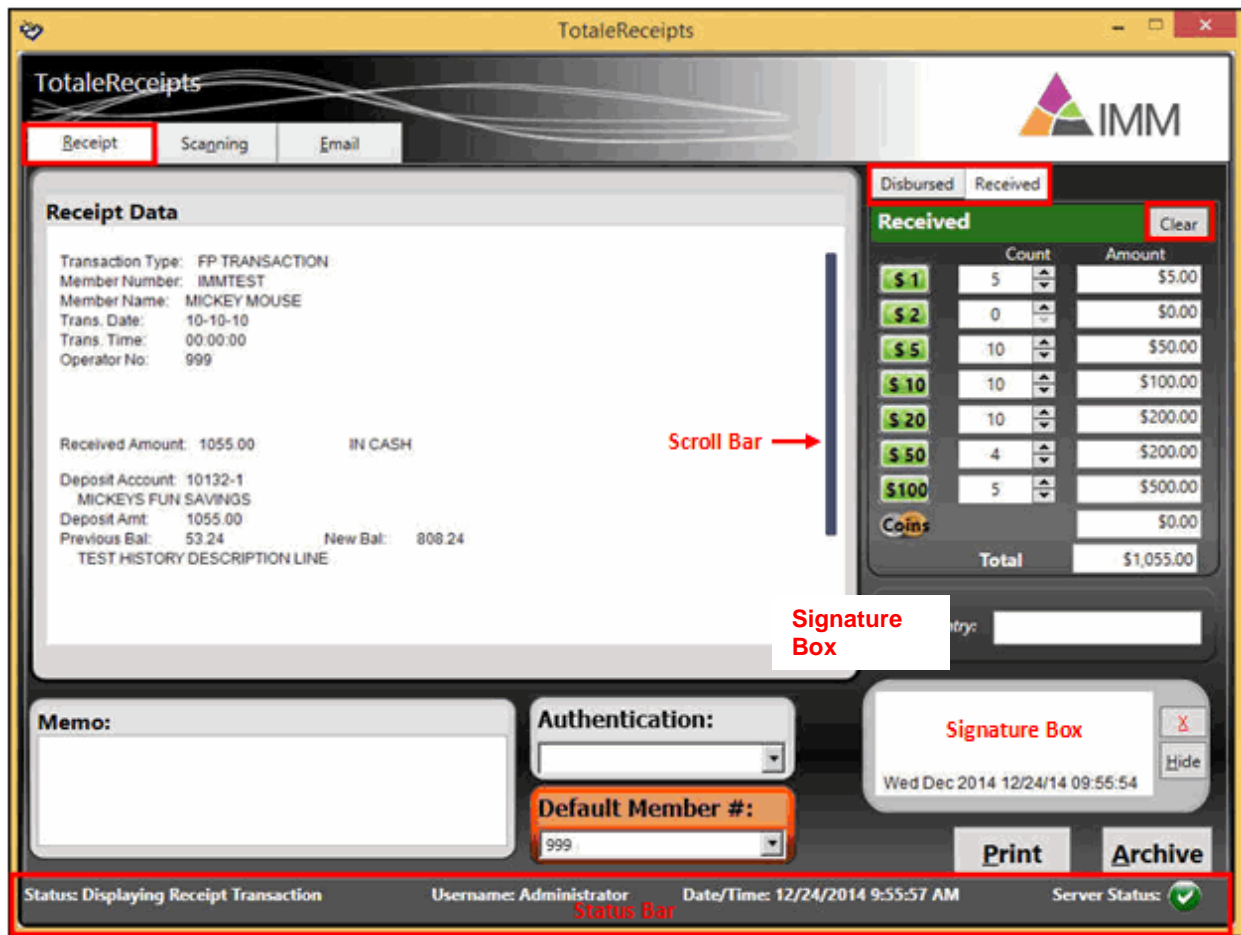 TotaleReceipts
TotaleReceipts
IMM
Receipt Scanning Email
Disbursed Received
Receipt Data
Received Clear
Count Amount
Transaction Type: FP TRANSACTION
Member Number: IMMTEST
Member Name: MICKEY MOUSE
Trans. Date: 10-10-10
Trans. Time: 00:00:00
Operator No: 999
Received Amount: 1055.00 IN CASH
Deposit Account: 10132-1
MICKEYS FUN SAVINGS
Deposit Amt: 1055.00
Previous Bal: 53.24 New Bal: 808.24
TEST HISTORY DESCRIPTION LINE
Scroll Bar
$ 1 5 $5.00
$ 2 0 $0.00
$ 5 10 $50.00
$ 10 10 $100.00
$ 20 10 $200.00
$ 50 4 $200.00
$100 5 $500.00
Coins $0.00
Total $1,055.00
Signature
Box
try:
Memo:
Authentication:
Default Member #:
999
Signature Box
X
Hide
Wed Dec 2014 12/24/14 09:55:54
Print Archive
Status: Displaying Receipt Transaction Username: Administrator Date/Time: 12/24/2014 9:55:57 AM Server Status:
Status Bar